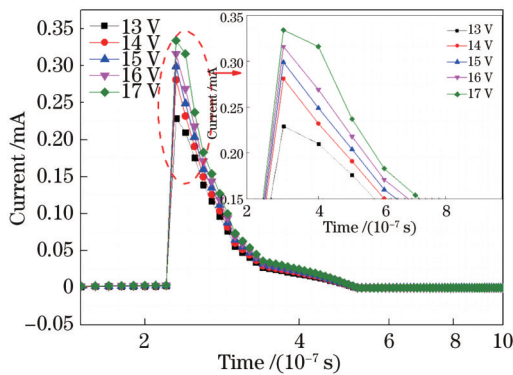 Current /mA
0.35
0.30
0.25
0.20
0.15
0.10
0.05
0
−0.05
13 V
14 V
15 V
16 V
17 V
2
4
6
8
10
Time /(10⁻⁷ s)
Current /mA
0.35
0.30
0.25
0.20
0.15
13 V
14 V
15 V
16 V
17 V
2
4
6
8
Time /(10⁻⁷ s)